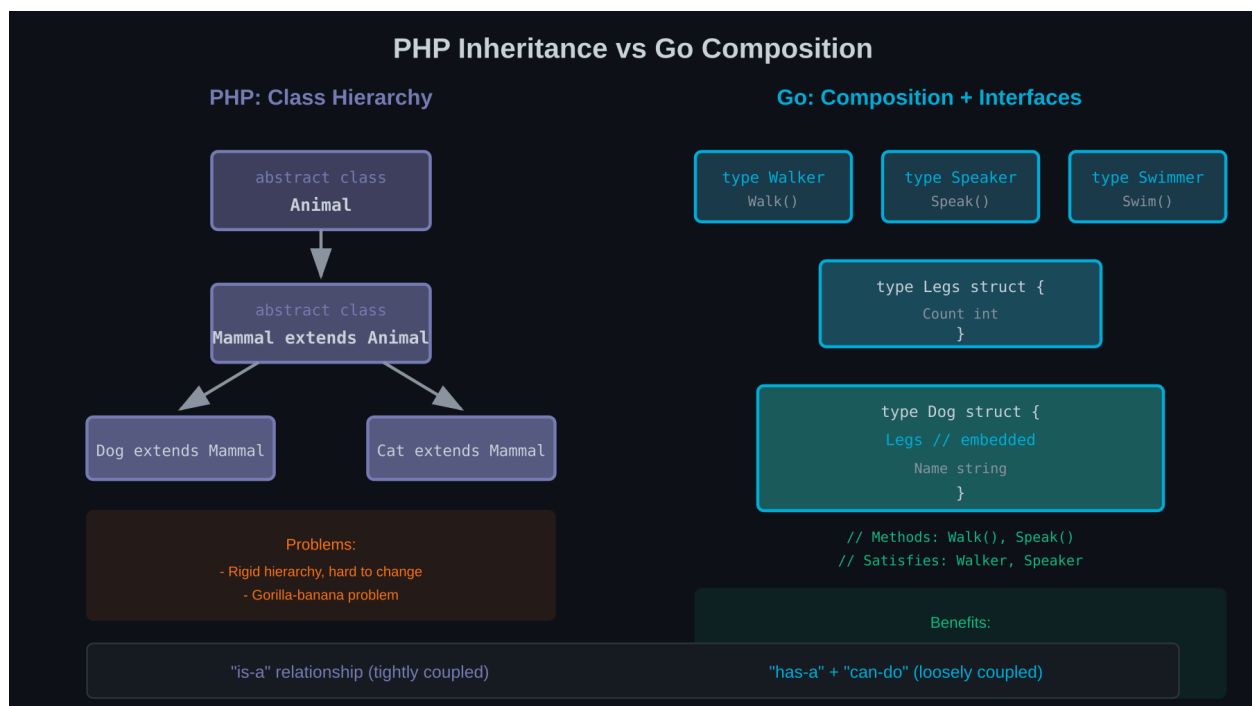 PHP Inheritance vs Go Composition
PHP: Class Hierarchy
abstract class
Animal
abstract class
Mammal extends Animal
Dog extends Mammal
Cat extends Mammal
Problems:
- Rigid hierarchy, hard to change
- Gorilla-banana problem
"is-a" relationship (tightly coupled)
Go: Composition + Interfaces
type Walker
Walk()
type Speaker
Speak()
type Swimmer
Swim()
type Legs struct {
Count int
}
type Dog struct {
Legs // embedded
Name string
}
// Methods: Walk(), Speak()
// Satisfies: Walker, Speaker
Benefits:
"has-a" + "can-do" (loosely coupled)